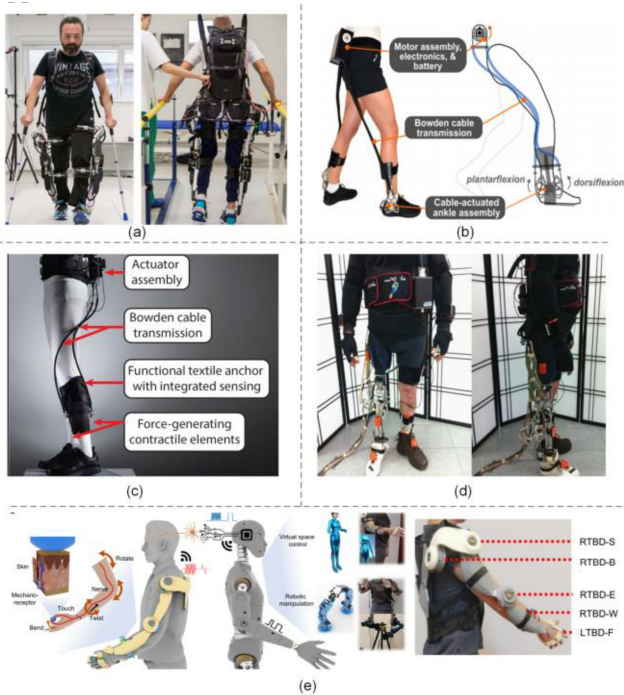 VINTAGE
(a)
Motor assembly,
electronics, &
battery
Bowden cable
transmission
plantarflexion
dorsiflexion
Cable-actuated
ankle assembly
(b)
Actuator
assembly
Bowden cable
transmission
Functional textile anchor
with integrated sensing
Force-generating
contractile elements
(c)
(d)
Skin
Mechano-
receptor
Touch
Bend
Rotate
Nerve
Twist
Virtual space
control
Robotic
manipulation
RTBD-S
RTBD-B
RTBD-E
RTBD-W
LTBD-F
(e)